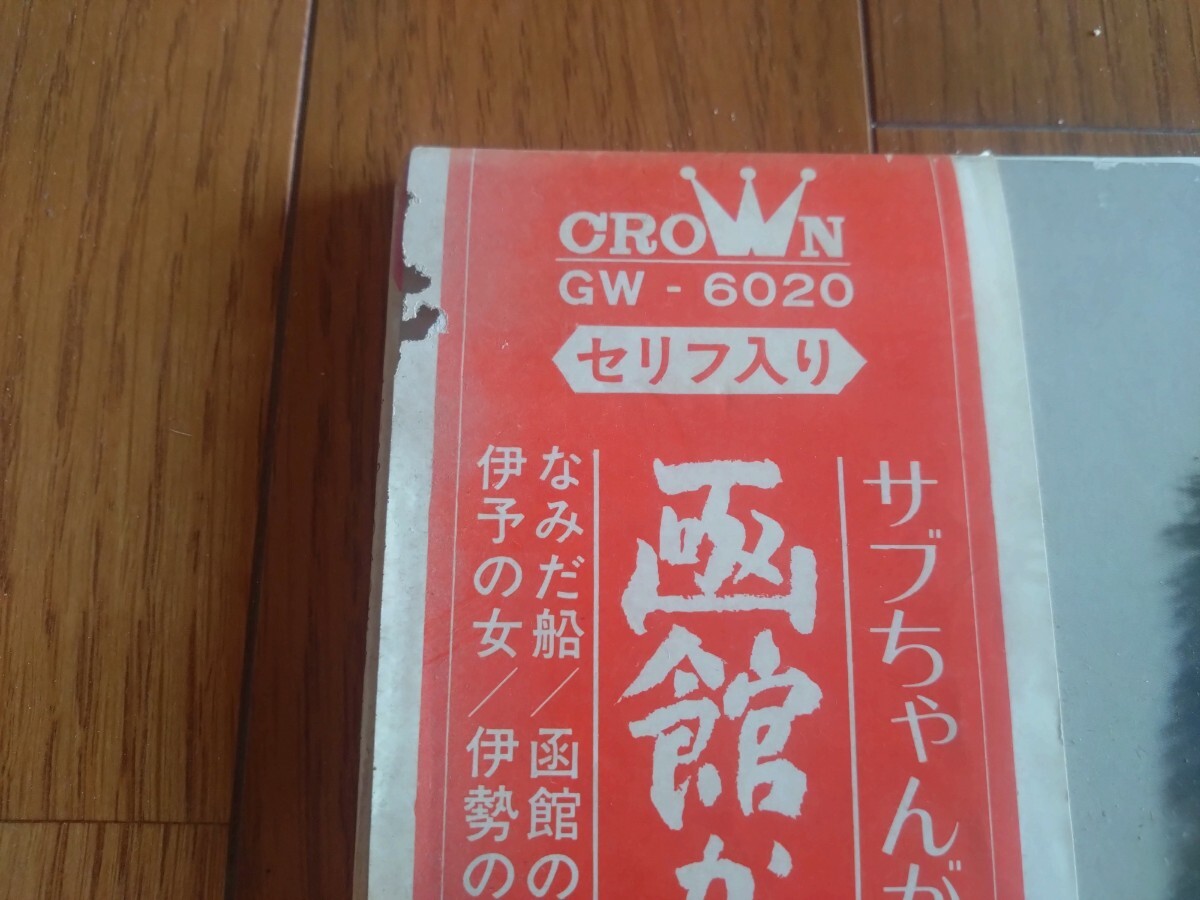 CROWN
GW - 6020
セリフ入り
サブちゃんが
函館か
なみだ船/函館の
伊予の女/伊勢の